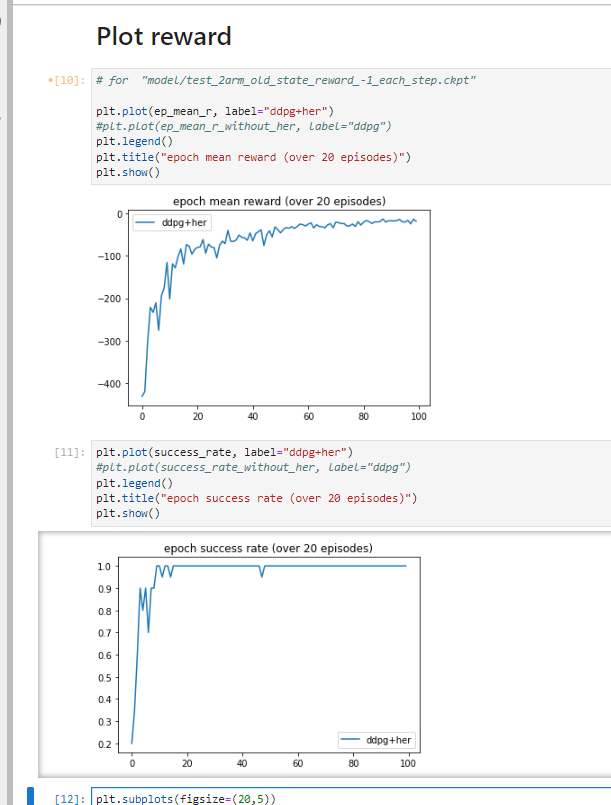 Plot reward
•[10]: # for "model/test_2arm_old_state_reward_-1_each_step.ckpt"
plt.plot(ep_mean_r, label="ddpg+her")
#plt.plot(ep_mean_r_without_her, label="ddpg")
plt.legend()
plt.title("epoch mean reward (over 20 episodes)")
plt.show()
epoch mean reward (over 20 episodes)
0
ddpg+her
−100
−200
−300
−400
0 20 40 60 80 100
[11]: plt.plot(success_rate, label="ddpg+her")
#plt.plot(success_rate_without_her, label="ddpg")
plt.legend()
plt.title("epoch success rate (over 20 episodes)")
plt.show()
epoch success rate (over 20 episodes)
1.0
0.9
0.8
0.7
0.6
0.5
0.4
0.3
0.2
ddpg+her
0 20 40 60 80 100
[12]: plt.subplots(figsize=(20,5))